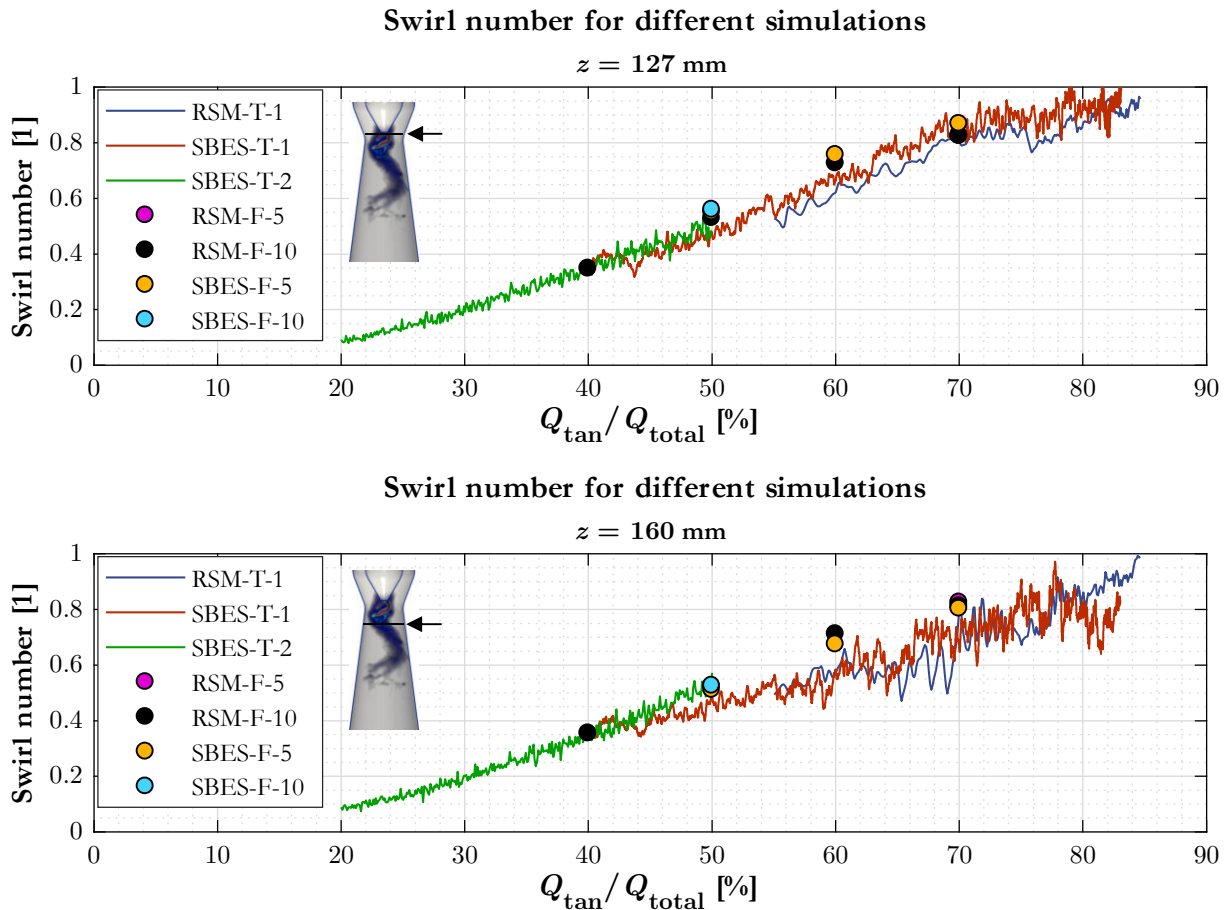 Swirl number for different simulations
z = 127 mm
Swirl number [1]
1
0.8
0.6
0.4
0.2
0
RSM-T-1
SBES-T-1
SBES-T-2
RSM-F-5
RSM-F-10
SBES-F-5
SBES-F-10
0 10 20 30 40 50 60 70 80 90
Q_tan/Q_total [%]
Swirl number for different simulations
z = 160 mm
Swirl number [1]
1
0.8
0.6
0.4
0.2
0
RSM-T-1
SBES-T-1
SBES-T-2
RSM-F-5
RSM-F-10
SBES-F-5
SBES-F-10
0 10 20 30 40 50 60 70 80 90
Q_tan/Q_total [%]